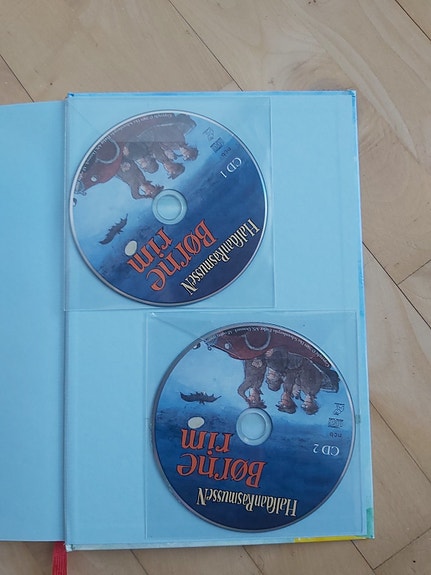 CD 1
HalfdanRasmusseN
Børne
rim
CD 2
HalfdanRasmusseN
Børne
rim